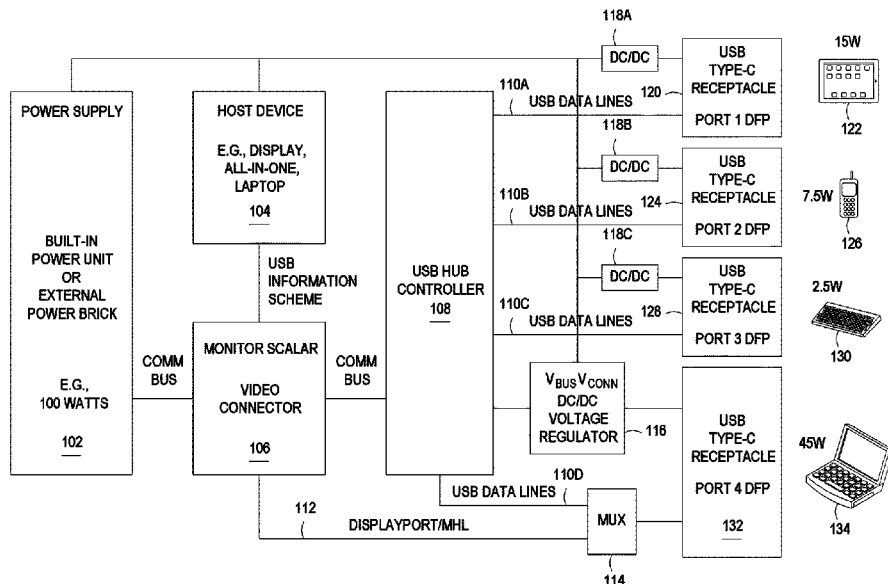 118A
15W
DC/DC
USB
TYPE-C
RECEPTACLE
PORT 1 DFP
120
122
POWER SUPPLY
BUILT-IN
POWER UNIT
OR
EXTERNAL
POWER BRICK
E.G.,
100 WATTS
102
HOST DEVICE
E.G., DISPLAY,
ALL-IN-ONE,
LAPTOP
104
USB
INFORMATION
SCHEME
COMM
BUS
MONITOR SCALAR
VIDEO
CONNECTOR
106
COMM
BUS
USB HUB
CONTROLLER
108
110A
USB DATA LINES
118B
DC/DC
110B
USB DATA LINES
USB
TYPE-C
RECEPTACLE
PORT 2 DFP
124
7.5W
126
118C
DC/DC
110C
USB DATA LINES
USB
TYPE-C
RECEPTACLE
PORT 3 DFP
128
2.5W
130
VBUS VCONN
DC/DC
VOLTAGE
REGULATOR
116
USB
TYPE-C
RECEPTACLE
PORT 4 DFP
132
45W
134
110D
USB DATA LINES
112
DISPLAYPORT/MHL
MUX
114